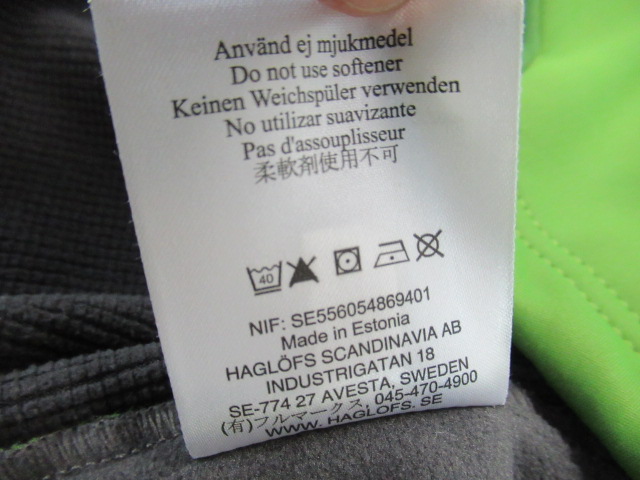 Använd ej mjukmedel
Do not use softener
Keinen Weichspüler verwenden
No utilizar suavizante
Pas d'assouplisseur
柔軟剤使用不可
40
NIF: SE556054869401
Made in Estonia
HAGLÖFS SCANDINAVIA AB
INDUSTRIGATAN 18
SE-774 27 AVESTA, SWEDEN
(有)フルマークス, 045-470-4900
WWW. HAGLOFS. SE